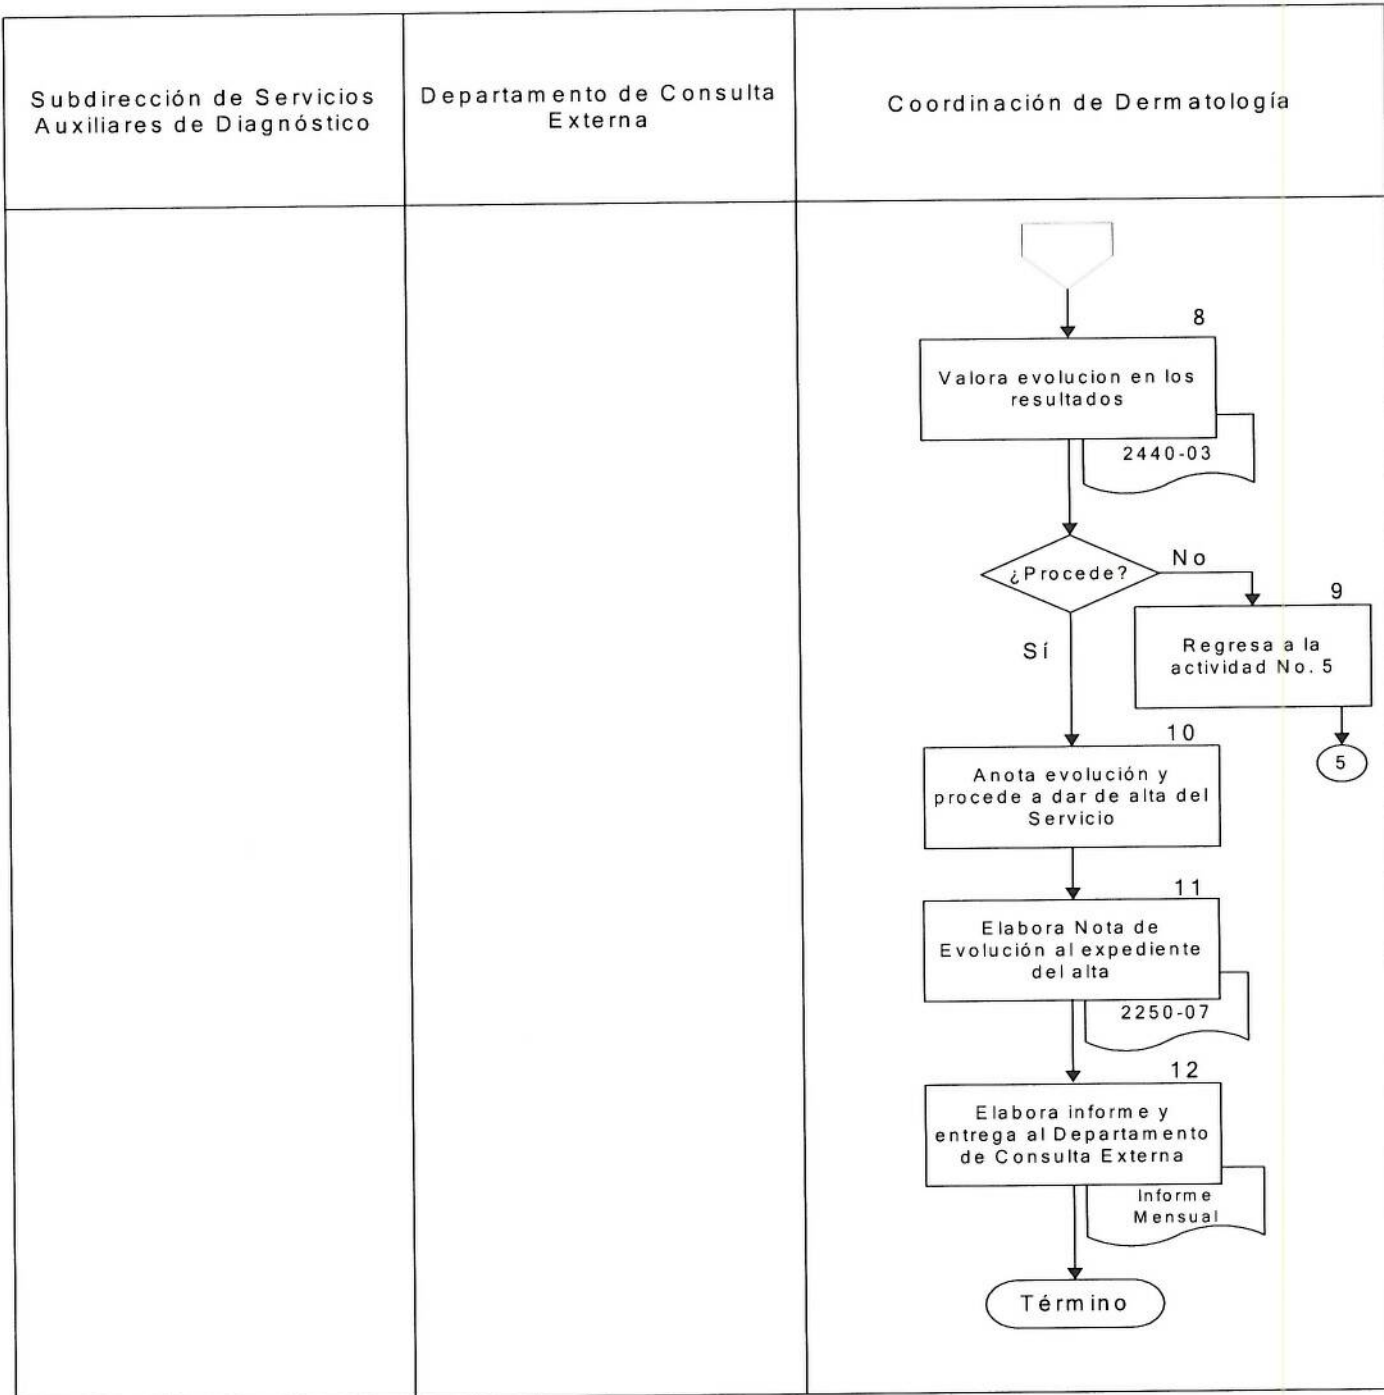 Subdirección de Servicios
Auxiliares de Diagnóstico
Departamento de Consulta
Externa
Coordinación de Dermatología
8
Valora evolucion en los
resultados
2440-03
¿Procede?
No
Sí
9
Regresa a la
actividad No. 5
5
10
Anota evolución y
procede a dar de alta del
Servicio
11
Elabora Nota de
Evolución al expediente
del alta
2250-07
12
Elabora informe y
entrega al Departamento
de Consulta Externa
Informe
Mensual
Término